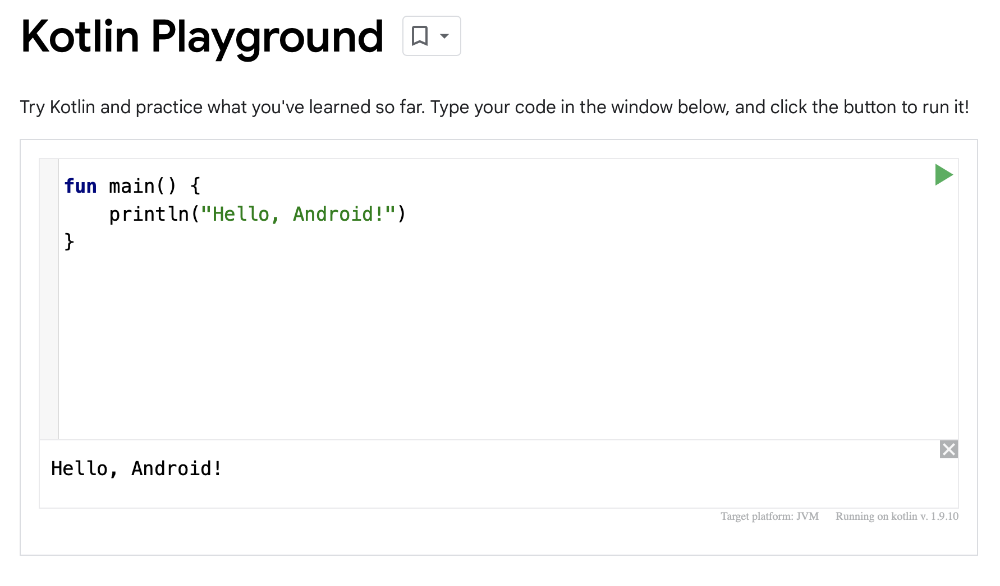 Kotlin Playground
Try Kotlin and practice what you've learned so far. Type your code in the window below, and click the button to run it!
fun main() {
    println("Hello, Android!")
}
Hello, Android!
Target platform: JVM Running on kotlin v. 1.9.10